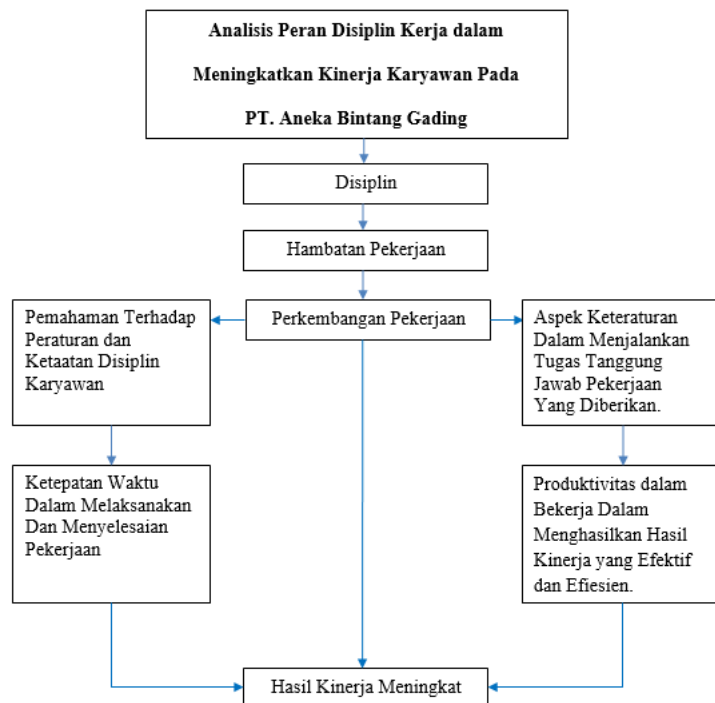 Analisis Peran Disiplin Kerja dalam
Meningkatkan Kinerja Karyawan Pada
PT. Aneka Bintang Gading
Disiplin
Hambatan Pekerjaan
Pemahaman Terhadap
Peraturan dan
Ketaatan Disiplin
Karyawan
Perkembangan Pekerjaan
Aspek Keteraturan
Dalam Menjalankan
Tugas Tanggung
Jawab Pekerjaan
Yang Diberikan.
Ketepatan Waktu
Dalam Melaksanakan
Dan Menyelesaian
Pekerjaan
Produktivitas dalam
Bekerja Dalam
Menghasilkan Hasil
Kinerja yang Efektif
dan Efiesien.
Hasil Kinerja Meningkat